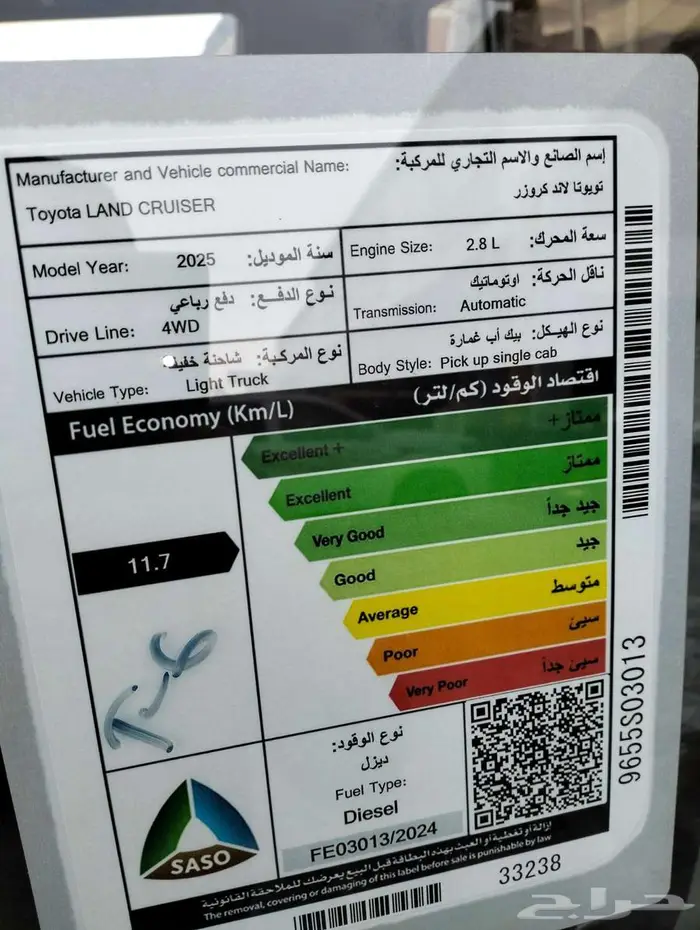 Manufacturer and Vehicle commercial Name:
إسم الصانع والاسم التجاري للمركبة:
Toyota LAND CRUISER
تويوتا لاند كروزر
Model Year: 2025 سنة الموديل:
Engine Size: 2.8 L سعة المحرك:
Drive Line: 4WD دفع رباعي نوع الدفـع:
Transmission: Automatic اوتوماتيك ناقل الحركة:
Vehicle Type: Light Truck شاحنة خفيفة نوع المركبة:
Body Style: Pick up single cab بيك أب غمارة نوع الهيـكل:
Fuel Economy (Km/L) اقتصاد الوقود (كم/لتر)
Excellent + ممتاز+
Excellent ممتاز
Very Good جيد جداً
11.7
Good جيد
Average متوسط
Poor سيئ
Very Poor سيئ جداً
نوع الوقود:
ديزل
Fuel Type:
Diesel
FE03013/2024
SASO
إزالة أو تغطية أو العبث بهذه البطاقة قبل البيع يعرضك للملاحقة القانونية
The removal, covering or damaging of this label before sale is punishable by law
33238
9655S03013
حراج